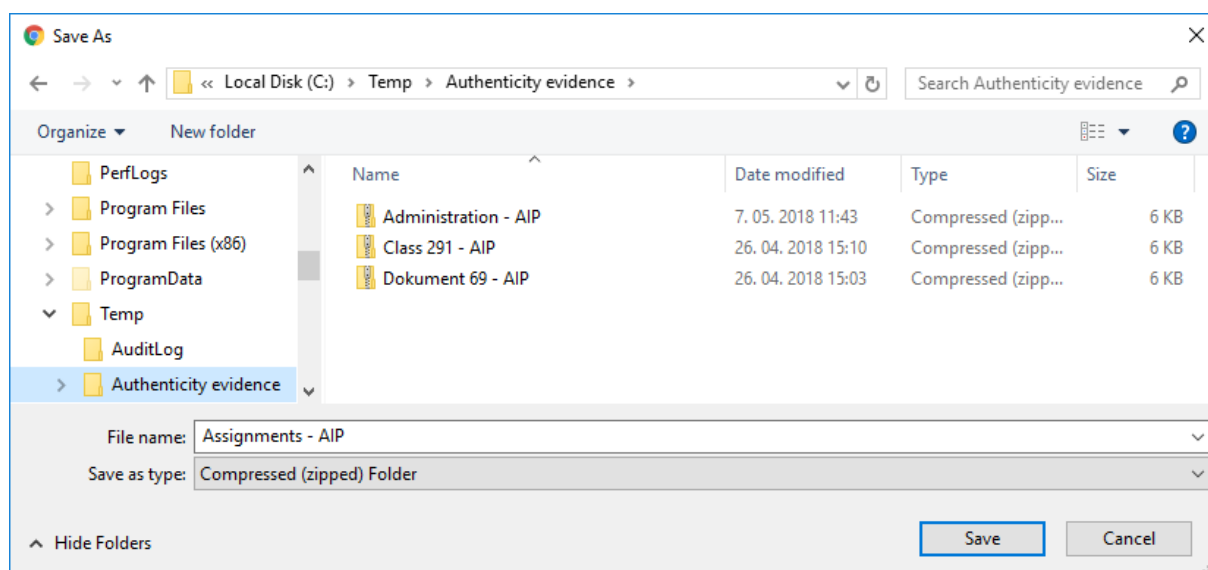 Save As
« Local Disk (C:) › Temp › Authenticity evidence › Search Authenticity evidence
Organize New folder ?
PerfLogs
Program Files
Program Files (x86)
ProgramData
Temp
AuditLog
Authenticity evidence
Name Date modified Type Size
Administration - AIP 7. 05. 2018 11:43 Compressed (zipp... 6 KB
Class 291 - AIP 26. 04. 2018 15:10 Compressed (zipp... 6 KB
Dokument 69 - AIP 26. 04. 2018 15:03 Compressed (zipp... 6 KB
File name: Assignments - AIP
Save as type: Compressed (zipped) Folder
Hide Folders Save Cancel